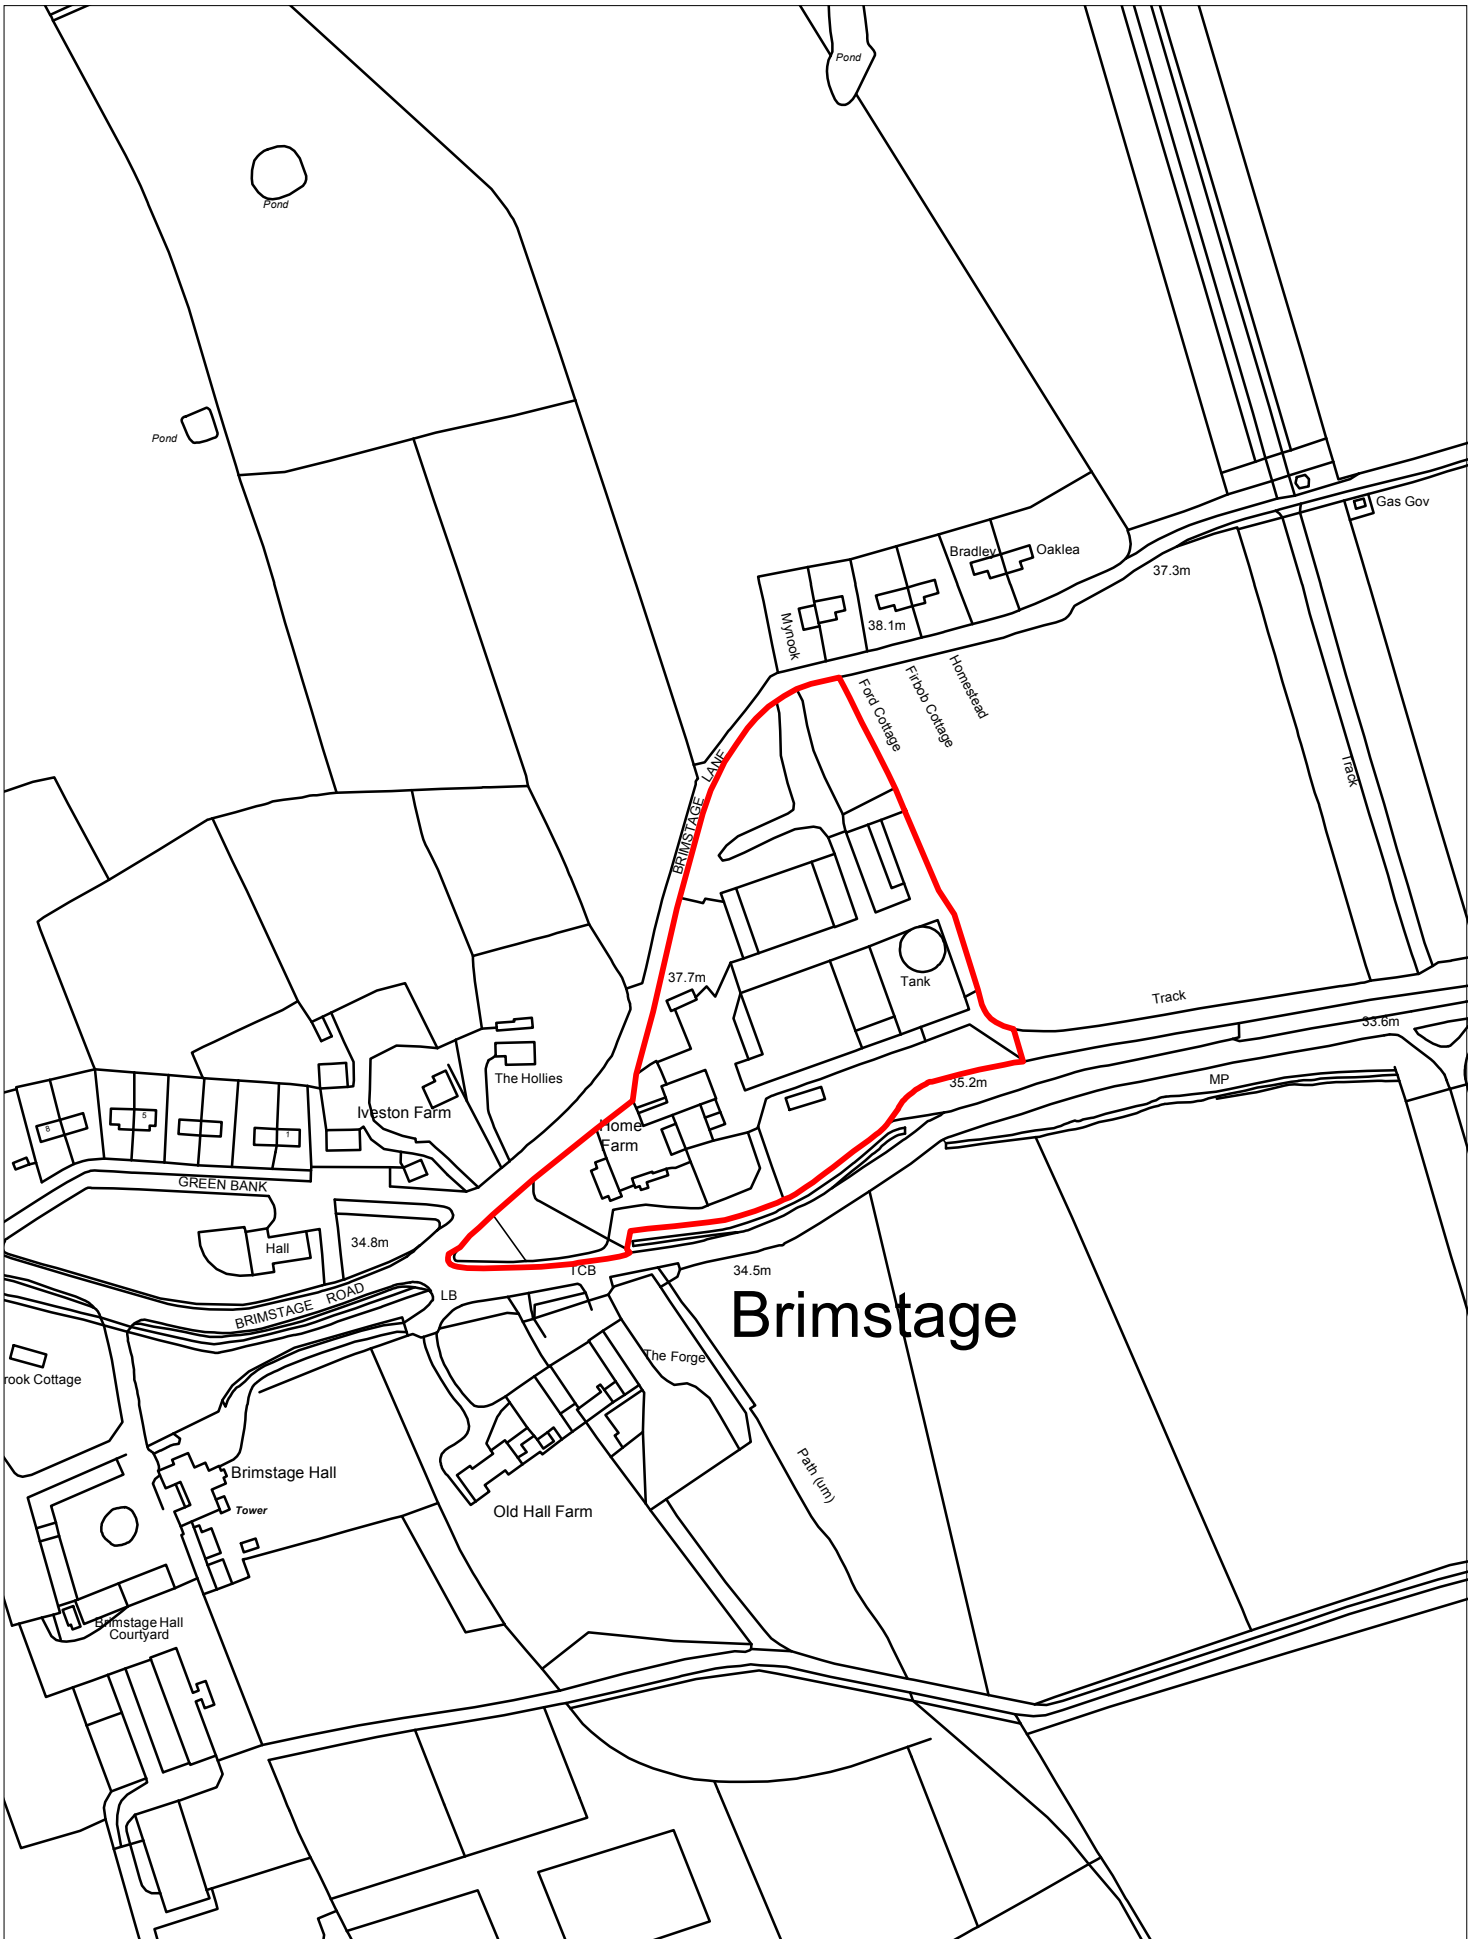 Pond
Pond
Pond
Gas Gov
Bradley
Oaklea
37.3m
Mynook
38.1m
Homestead
Firbob Cottage
Ford Cottage
BRIMSTAGE LANE
Track
37.7m
Tank
Track
33.6m
The Hollies
35.2m
MP
Iveston Farm
5
8
1
Home
Farm
GREEN BANK
Hall
34.8m
TCB
34.5m
BRIMSTAGE ROAD
LB
Brimstage
The Forge
rook Cottage
Path (um)
Brimstage Hall
Tower
Old Hall Farm
Brimstage Hall
Courtyard